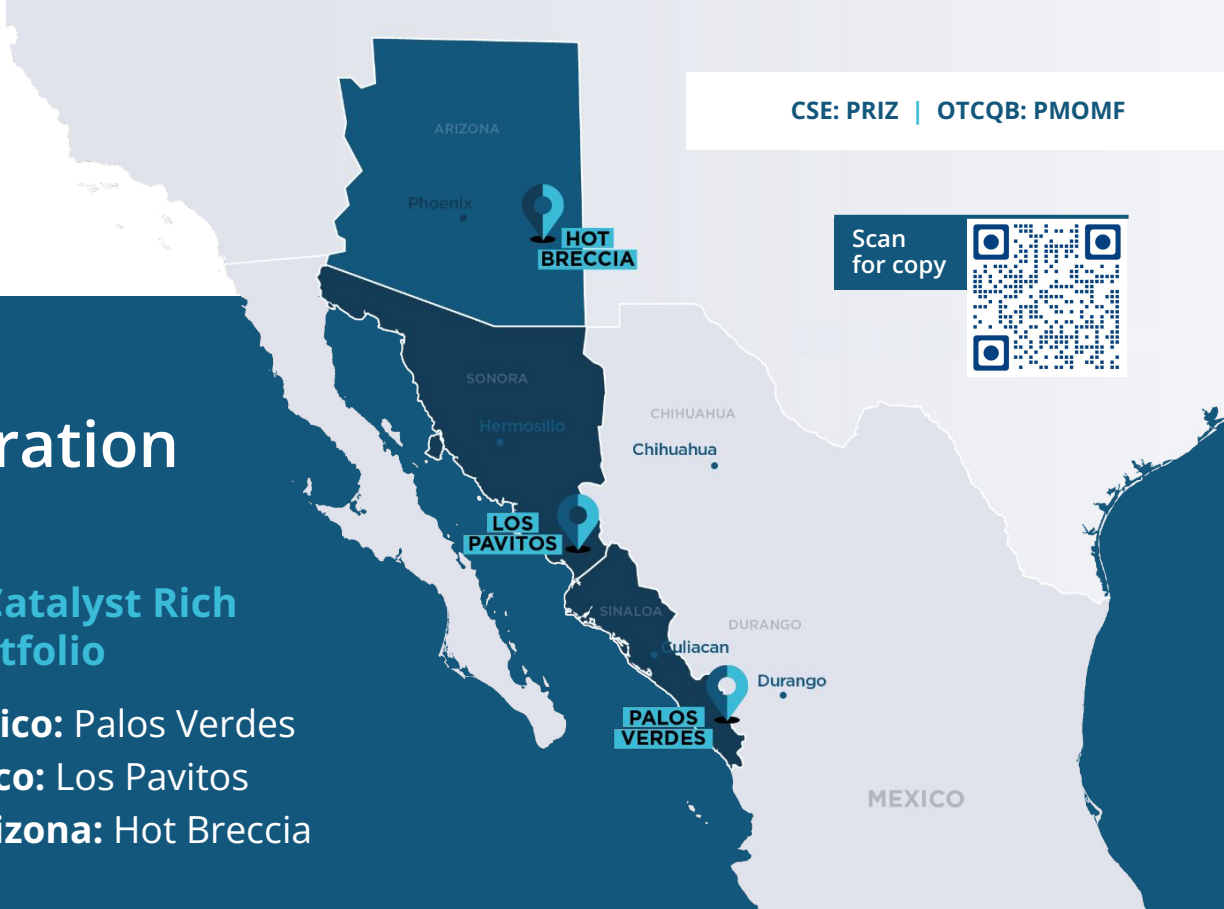 CSE: PRIZ | OTCQB: PMOMF
Scan
for copy
ARIZONA
Phoenix
HOT
BRECCIA
SONORA
Hermosillo
CHIHUAHUA
Chihuahua
LOS
PAVITOS
SINALOA
Culiacan
DURANGO
Durango
PALOS
VERDES
MEXICO
ration
Catalyst Rich
tfolio
ico: Palos Verdes
co: Los Pavitos
izona: Hot Breccia